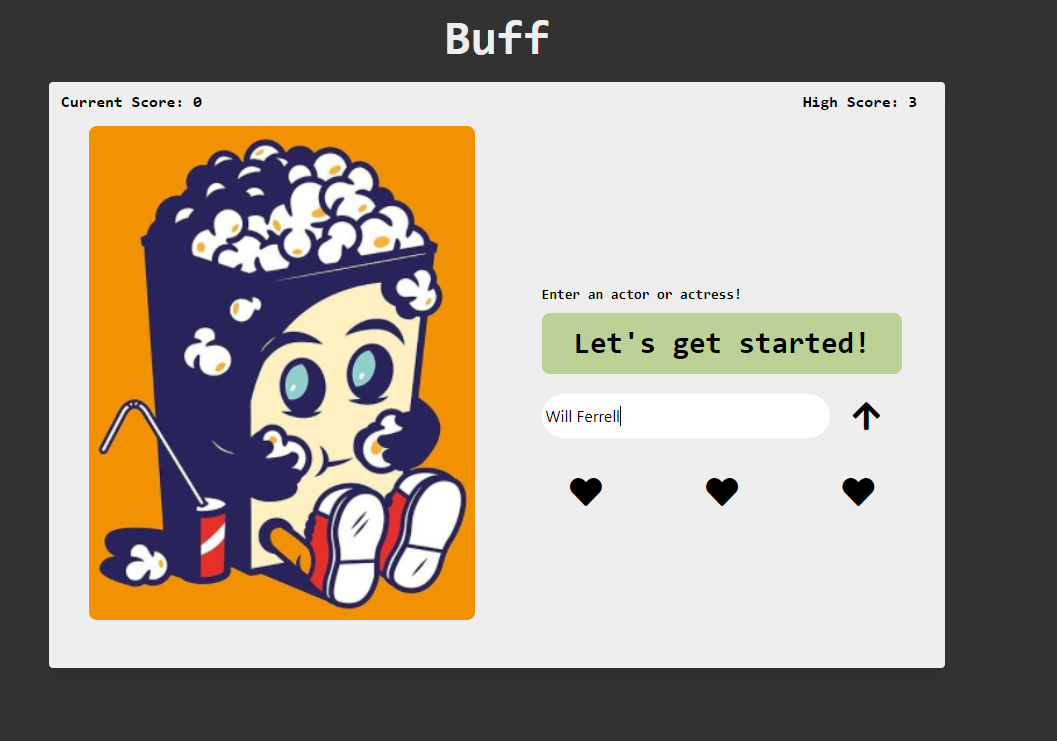 Buff
Current Score: 0
High Score: 3
Enter an actor or actress!
Let's get started!
Will Ferrell